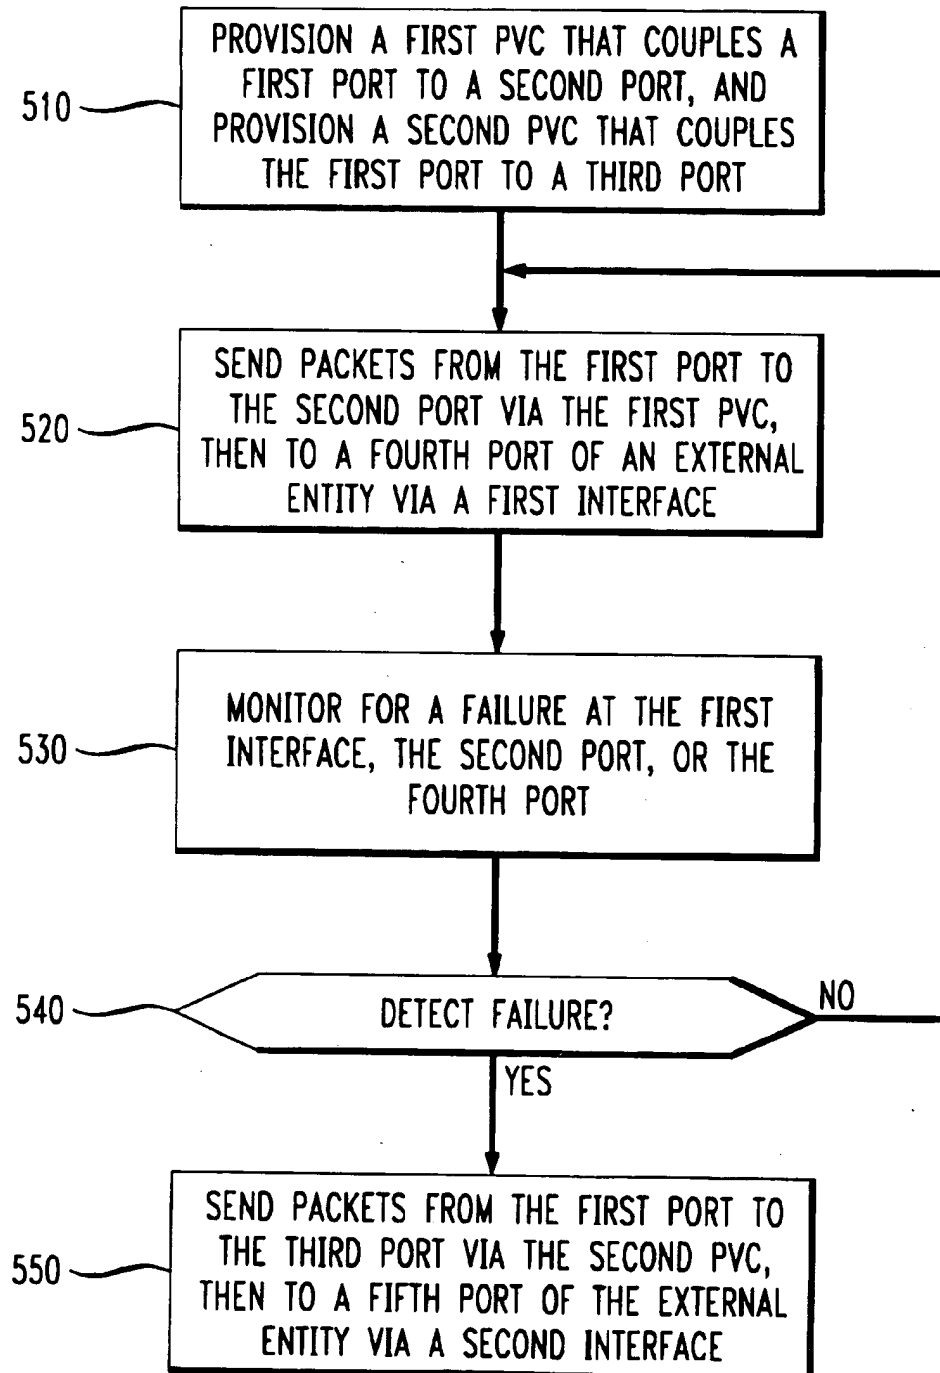 PROVISION A FIRST PVC THAT COUPLES A
FIRST PORT TO A SECOND PORT, AND
PROVISION A SECOND PVC THAT COUPLES
THE FIRST PORT TO A THIRD PORT
510
SEND PACKETS FROM THE FIRST PORT TO
THE SECOND PORT VIA THE FIRST PVC,
THEN TO A FOURTH PORT OF AN EXTERNAL
ENTITY VIA A FIRST INTERFACE
520
MONITOR FOR A FAILURE AT THE FIRST
INTERFACE, THE SECOND PORT, OR THE
FOURTH PORT
530
DETECT FAILURE?
540
NO
YES
SEND PACKETS FROM THE FIRST PORT TO
THE THIRD PORT VIA THE SECOND PVC,
THEN TO A FIFTH PORT OF THE EXTERNAL
ENTITY VIA A SECOND INTERFACE
550